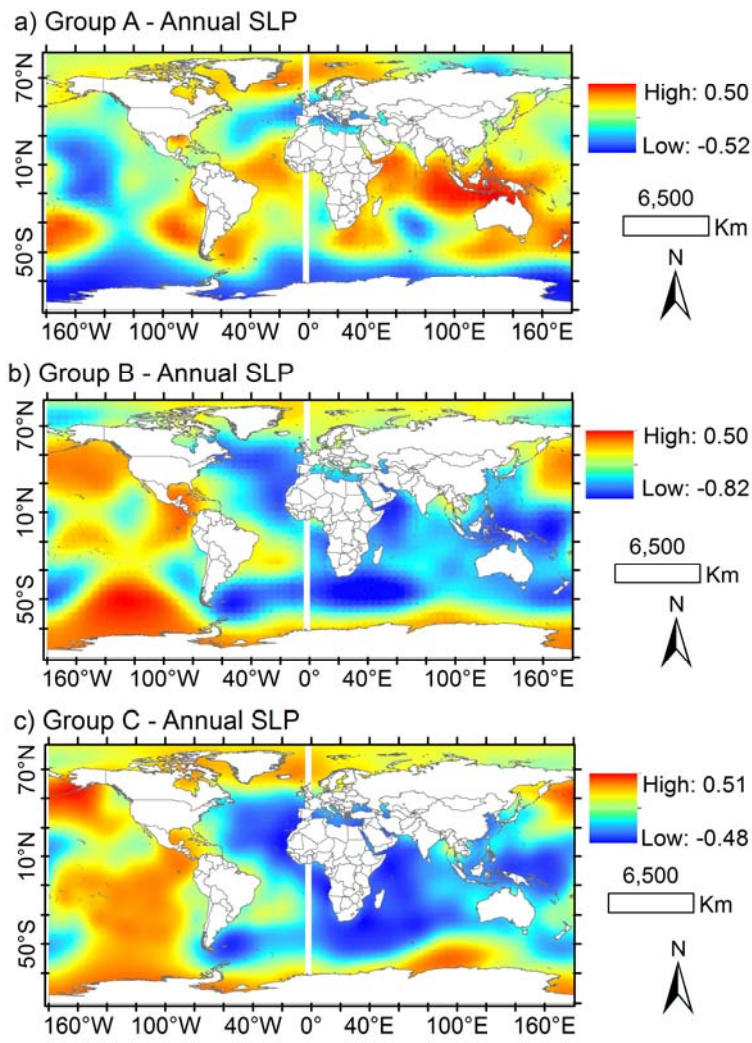 a) Group A - Annual SLP
70°N
10°N
50°S
160°W 100°W 40°W 0° 40°E 100°E 160°E
High: 0.50
Low: -0.52
6,500
Km
N
b) Group B - Annual SLP
70°N
10°N
50°S
160°W 100°W 40°W 0° 40°E 100°E 160°E
High: 0.50
Low: -0.82
6,500
Km
N
c) Group C - Annual SLP
70°N
10°N
50°S
160°W 100°W 40°W 0° 40°E 100°E 160°E
High: 0.51
Low: -0.48
6,500
Km
N